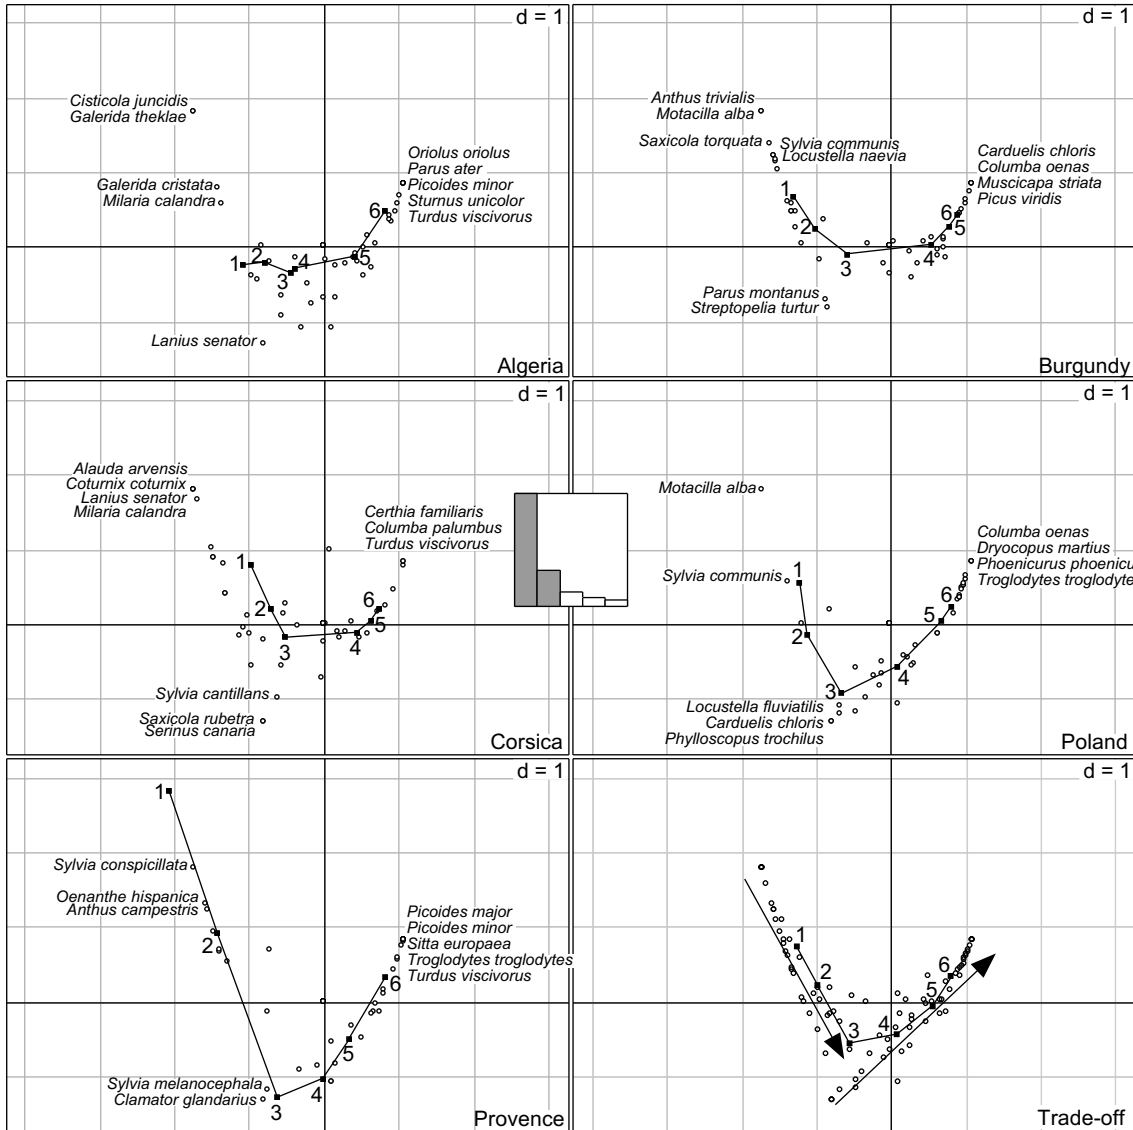 d = 1
Cisticola juncidis
Galerida theklae
Galerida cristata
Milaria calandra
Oriolus oriolus
Parus ater
Picoides minor
Sturnus unicolor
Turdus viscivorus
1
2
3
4
5
6
Lanius senator
Algeria
d = 1
Anthus trivialis
Motacilla alba
Saxicola torquata
Sylvia communis
Locustella naevia
Carduelis chloris
Columba oenas
Muscicapa striata
Picus viridis
1
2
3
4
5
6
Parus montanus
Streptopelia turtur
Burgundy
d = 1
Alauda arvensis
Coturnix coturnix
Lanius senator
Milaria calandra
Certhia familiaris
Columba palumbus
Turdus viscivorus
1
2
3
4
5
6
Sylvia cantillans
Saxicola rubetra
Serinus canaria
Corsica
d = 1
Motacilla alba
Sylvia communis
Columba oenas
Dryocopus martius
Phoenicurus phoenicu
Troglodytes troglodyte
1
2
3
4
5
6
Locustella fluviatilis
Carduelis chloris
Phylloscopus trochilus
Poland
d = 1
1
Sylvia conspicillata
Oenanthe hispanica
Anthus campestris
2
Picoides major
Picoides minor
Sitta europaea
Troglodytes troglodytes
Turdus viscivorus
6
5
4
3
Sylvia melanocephala
Clamator glandarius
Provence
d = 1
1
2
3
4
5
6
Trade-off